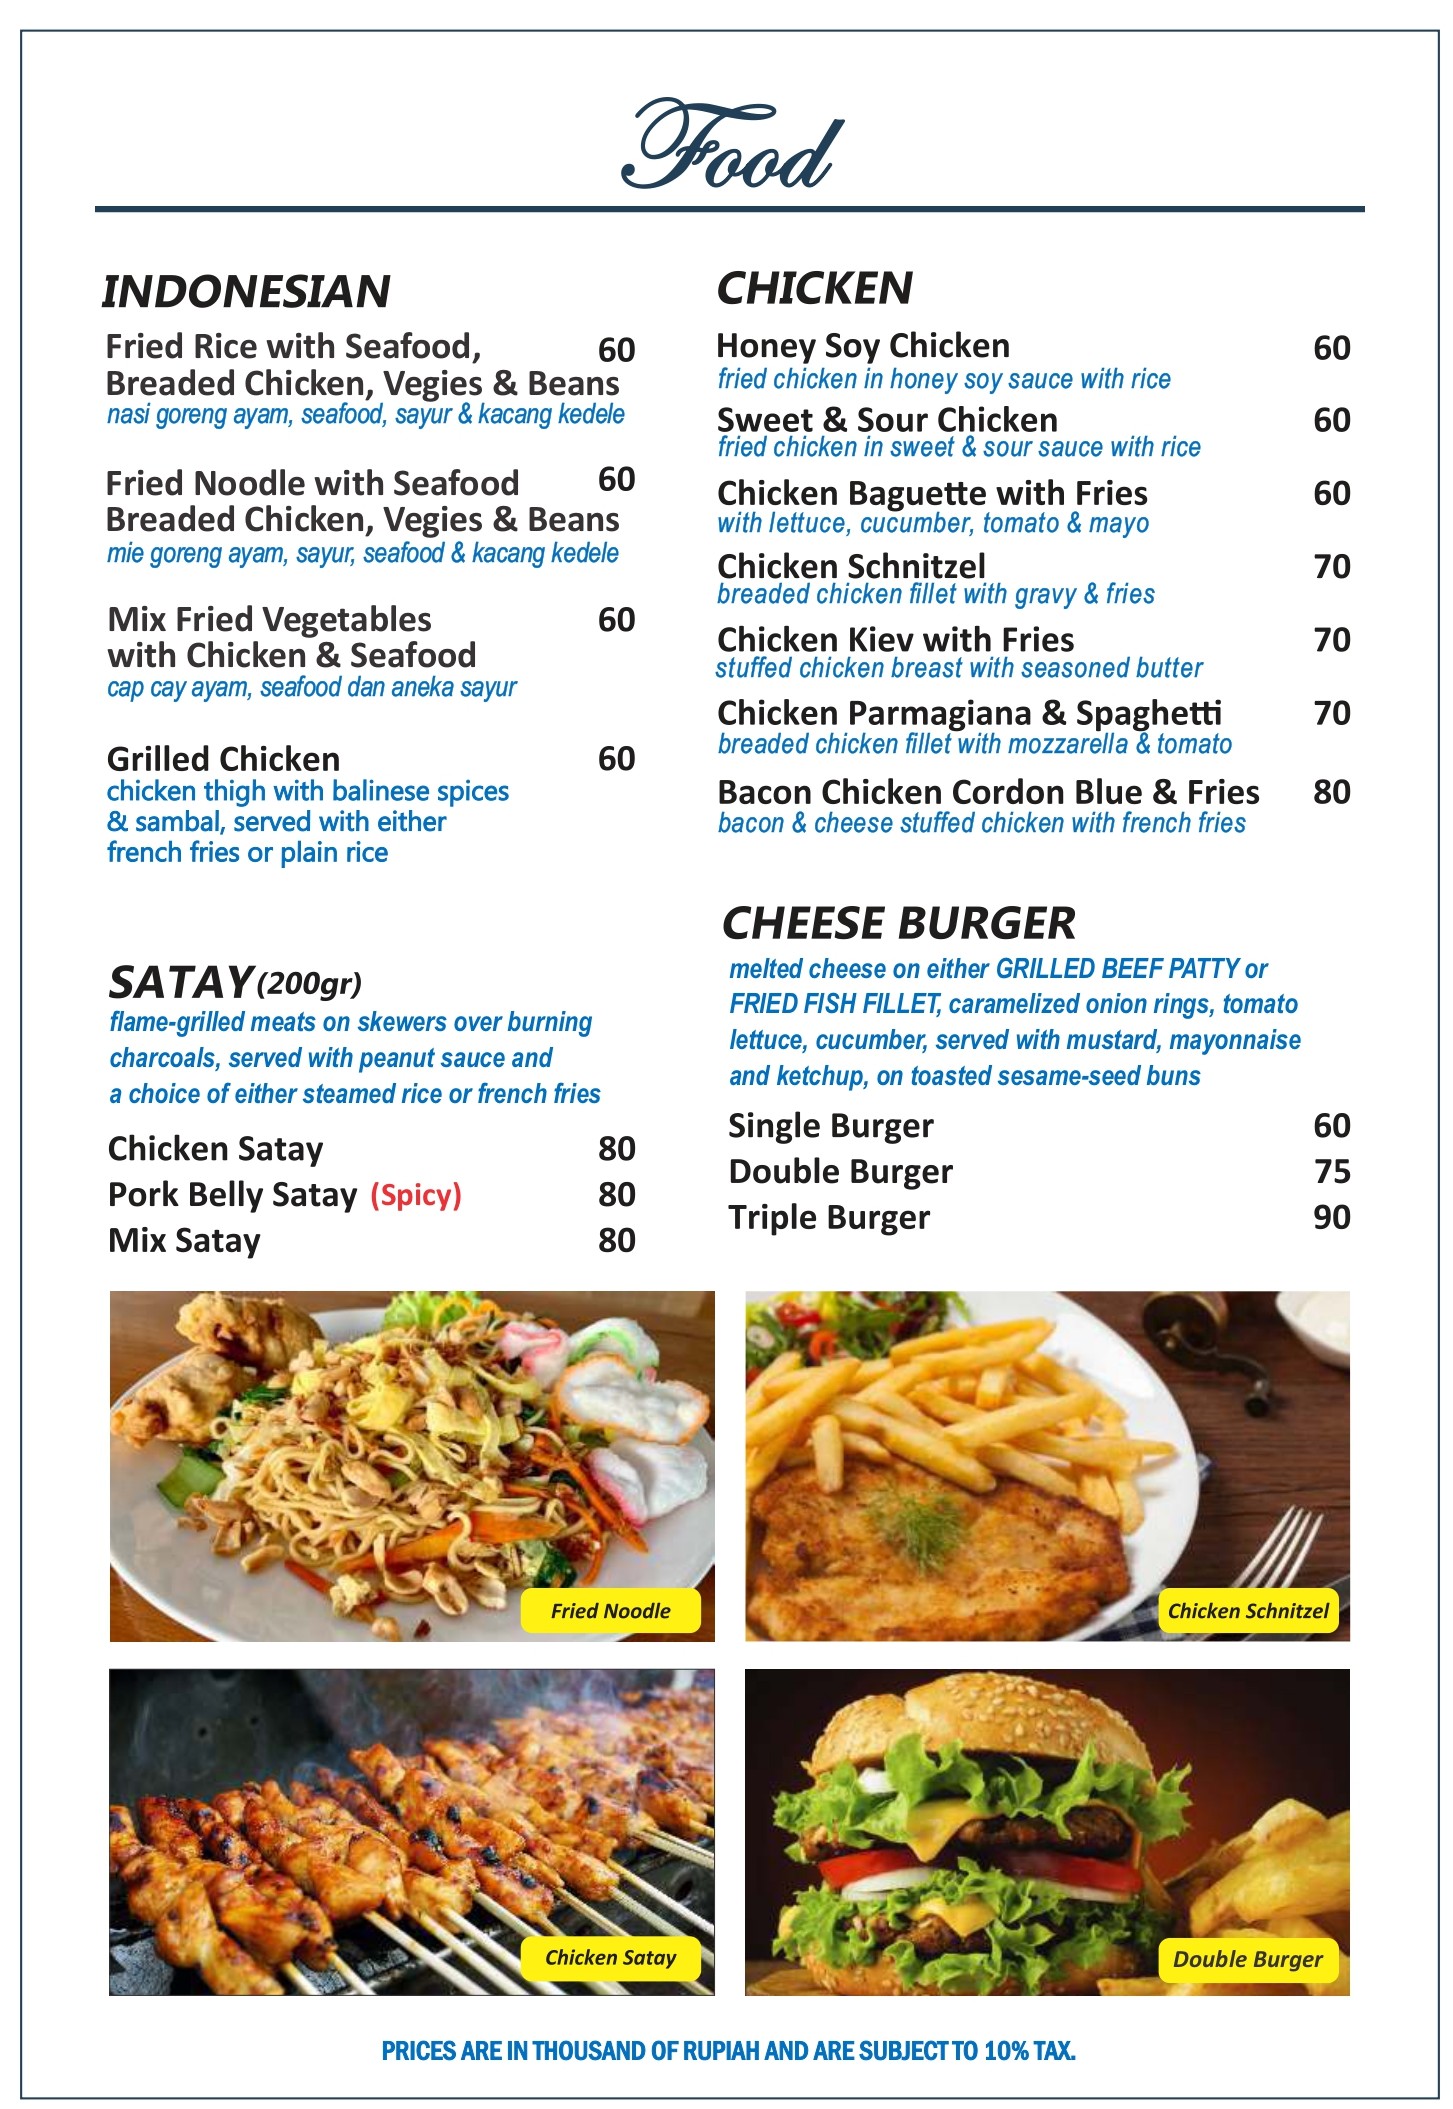 Food
INDONESIAN
Fried Rice with Seafood, 60
Breaded Chicken, Vegies & Beans
nasi goreng ayam, seafood, sayur & kacang kedele
Fried Noodle with Seafood 60
Breaded Chicken, Vegies & Beans
mie goreng ayam, sayur, seafood & kacang kedele
Mix Fried Vegetables 60
with Chicken & Seafood
cap cay ayam, seafood dan aneka sayur
Grilled Chicken 60
chicken thigh with balinese spices
& sambal, served with either
french fries or plain rice
SATAY (200gr)
flame-grilled meats on skewers over burning
charcoals, served with peanut sauce and
a choice of either steamed rice or french fries
Chicken Satay 80
Pork Belly Satay (Spicy) 80
Mix Satay 80
CHICKEN
Honey Soy Chicken 60
fried chicken in honey soy sauce with rice
Sweet & Sour Chicken 60
fried chicken in sweet & sour sauce with rice
Chicken Baguette with Fries 60
with lettuce, cucumber, tomato & mayo
Chicken Schnitzel 70
breaded chicken fillet with gravy & fries
Chicken Kiev with Fries 70
stuffed chicken breast with seasoned butter
Chicken Parmagiana & Spaghetti 70
breaded chicken fillet with mozzarella & tomato
Bacon Chicken Cordon Blue & Fries 80
bacon & cheese stuffed chicken with french fries
CHEESE BURGER
melted cheese on either GRILLED BEEF PATTY or
FRIED FISH FILLET, caramelized onion rings, tomato
lettuce, cucumber, served with mustard, mayonnaise
and ketchup, on toasted sesame-seed buns
Single Burger 60
Double Burger 75
Triple Burger 90
Fried Noodle
Chicken Schnitzel
Chicken Satay
Double Burger
PRICES ARE IN THOUSAND OF RUPIAH AND ARE SUBJECT TO 10% TAX.